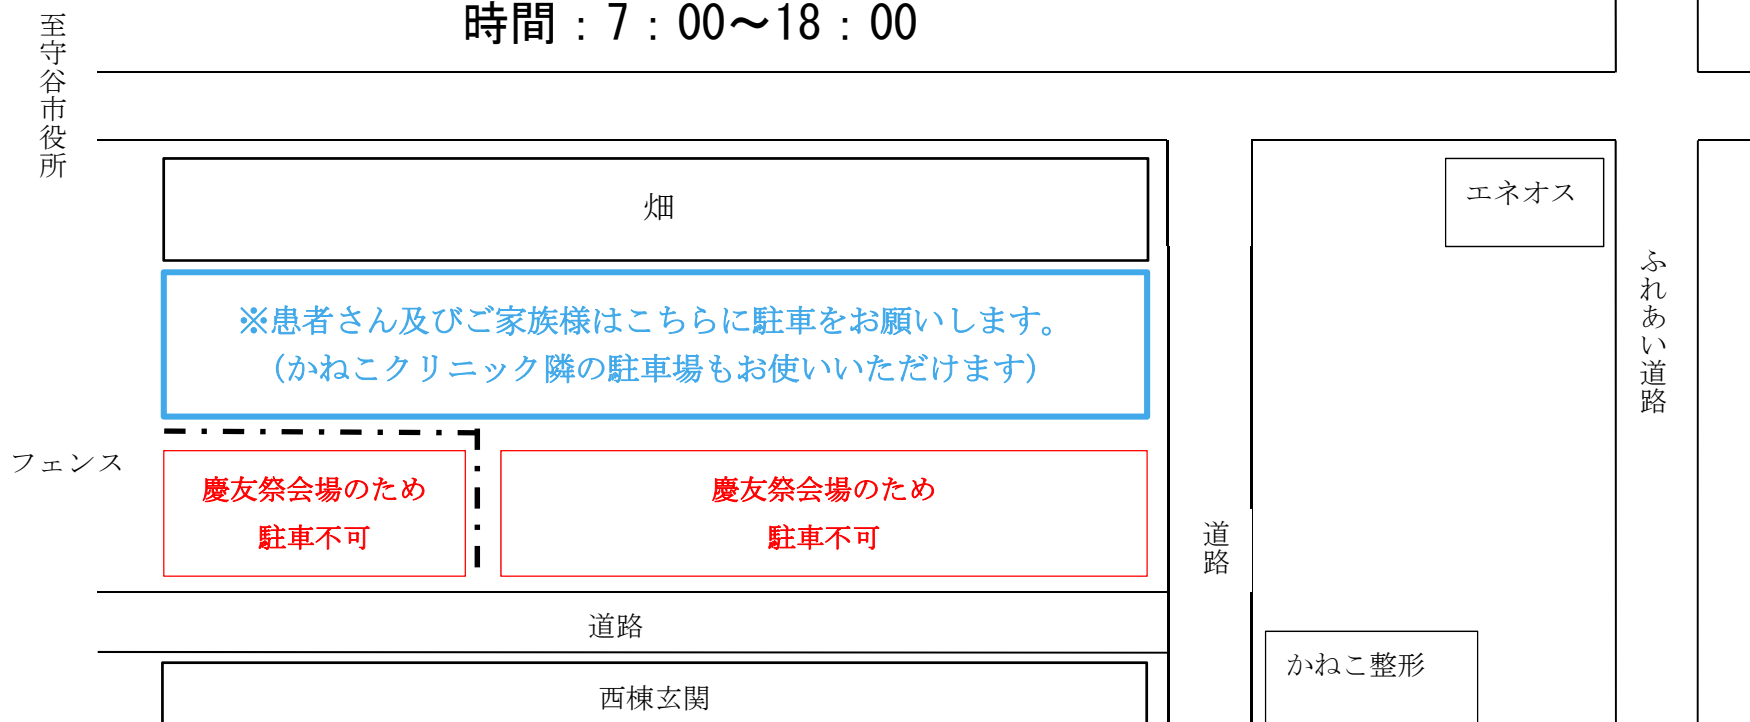 時間：7：00～18：00
至守谷市役所
畑
エネオス
※患者さん及びご家族様はこちらに駐車をお願いします。
（かねこクリニック隣の駐車場もお使いいただけます）
ふれあい道路
フェンス
慶友祭会場のため
駐車不可
慶友祭会場のため
駐車不可
道路
道路
かねこ整形
西棟玄関